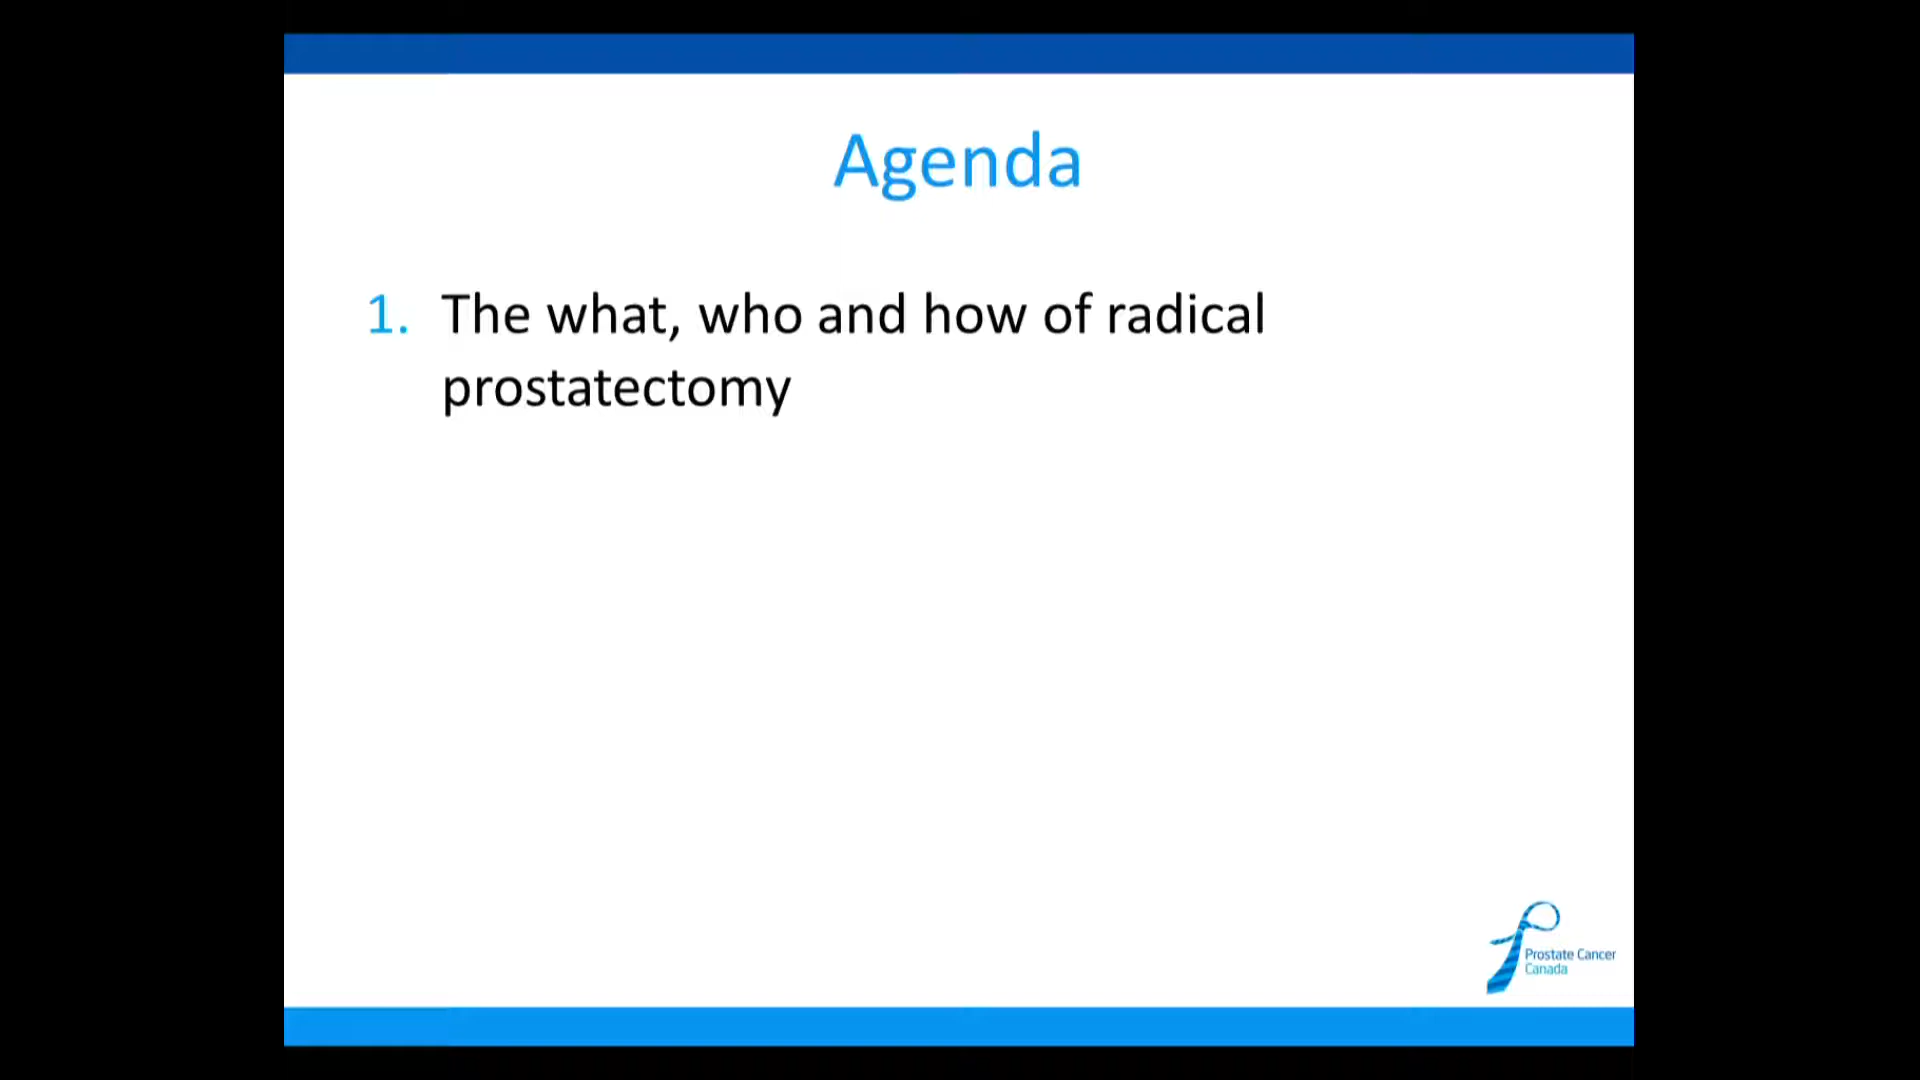 Agenda
1. The what, who and how of radical
prostatectomy
Prostate Cancer
Canada